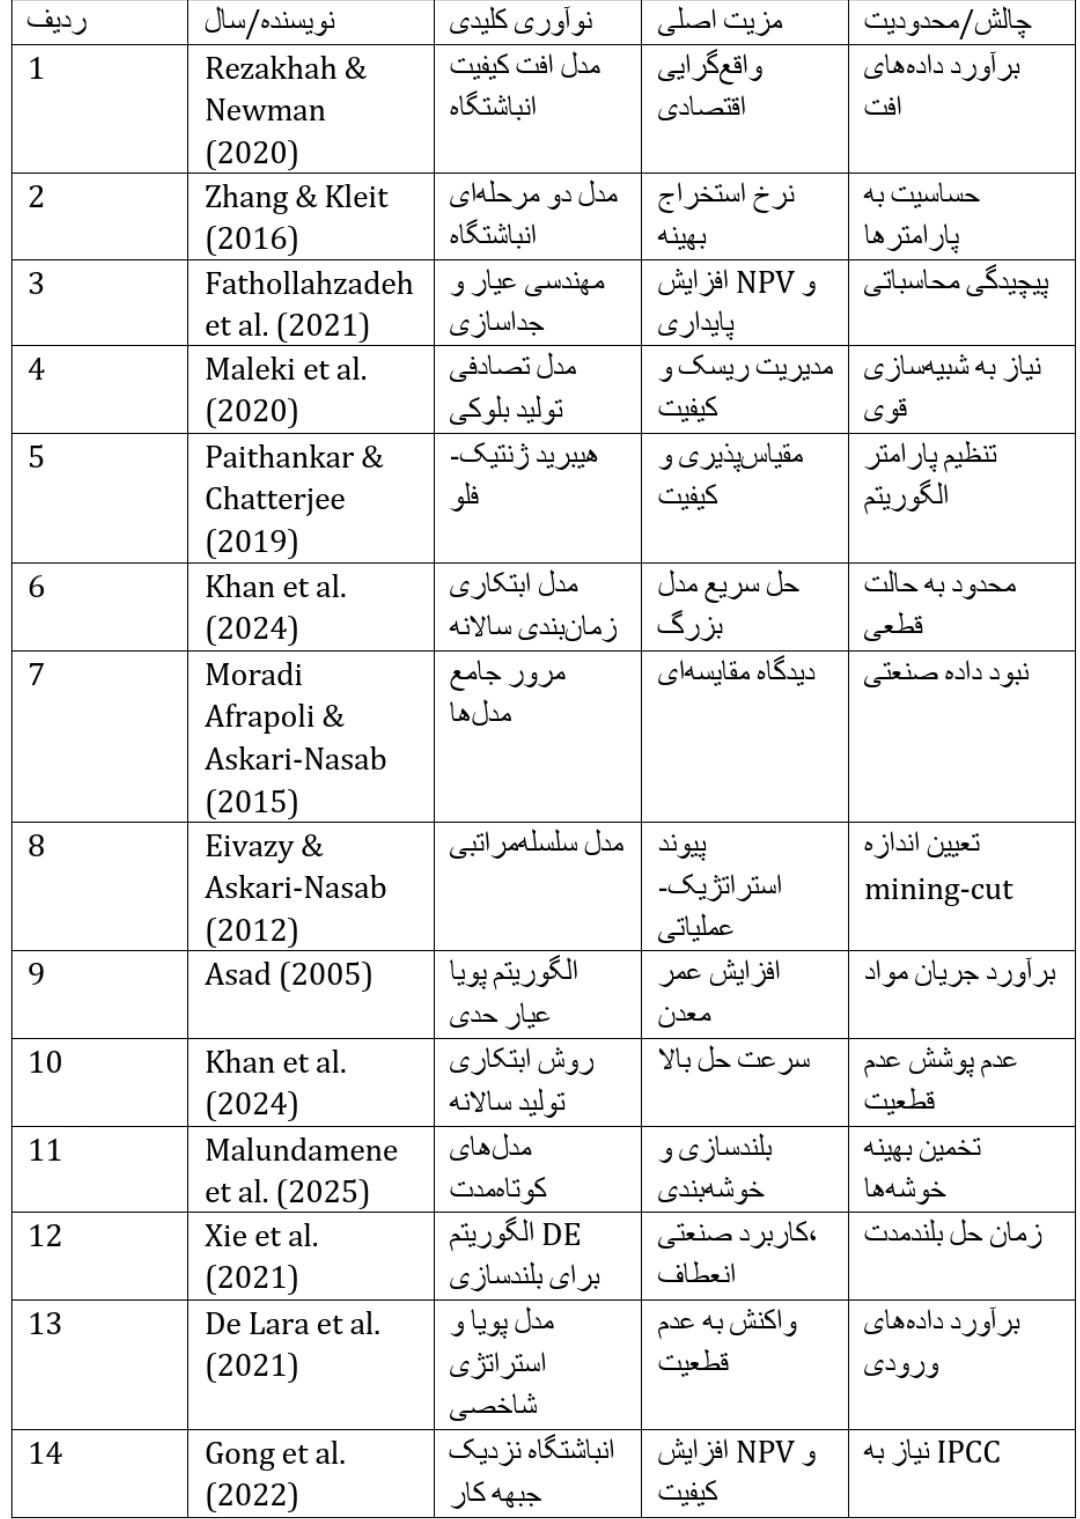 ردیف
نویسنده/سال
نوآوری کلیدی
مزیت اصلی
چالش/محدودیت
1
Rezakhah &
Newman
(2020)
مدل افت کیفیت
انباشتگاه
واقع‌گرایی
اقتصادی
برآورد داده‌های
افت
2
Zhang & Kleit
(2016)
مدل دو مرحله‌ای
انباشتگاه
نرخ استخراج
بهینه
حساسیت به
پارامترها
3
Fathollahzadeh
et al. (2021)
مهندسی عیار و
جداسازی
و NPV افزایش
پایداری
پیچیدگی محاسباتی
4
Maleki et al.
(2020)
مدل تصادفی
تولید بلوکی
مدیریت ریسک و
کیفیت
نیاز به شبیه‌سازی
قوی
5
Paithankar &
Chatterjee
(2019)
هیبرید ژنتیک-
فلو
مقیاس‌پذیری و
کیفیت
تنظیم پارامتر
الگوریتم
6
Khan et al.
(2024)
مدل ابتکاری
زمان‌بندی سالانه
حل سریع مدل
بزرگ
محدود به حالت
قطعی
7
Moradi
Afrapoli &
Askari-Nasab
(2015)
مرور جامع
مدل‌ها
دیدگاه مقایسه‌ای
نبود داده صنعتی
8
Eivazy &
Askari-Nasab
(2012)
مدل سلسله‌مراتبی
پیوند
استراتژیک-
عملیاتی
تعیین اندازه
mining-cut
9
Asad (2005)
الگوریتم پویا
عیار حدی
افزایش عمر
معدن
برآورد جریان مواد
10
Khan et al.
(2024)
روش ابتکاری
تولید سالانه
سرعت حل بالا
عدم پوشش عدم
قطعیت
11
Malundamene
et al. (2025)
مدل‌های
کوتاه‌مدت
بلندسازی و
خوشه‌بندی
تخمین بهینه
خوشه‌ها
12
Xie et al.
(2021)
DE الگوریتم
برای بلندسازی
،کاربرد صنعتی
انعطاف
زمان حل بلندمدت
13
De Lara et al.
(2021)
مدل پویا و
استراتژی
شاخصی
واکنش به عدم
قطعیت
برآورد داده‌های
ورودی
14
Gong et al.
(2022)
انباشتگاه نزدیک
جبهه کار
و NPV افزایش
کیفیت
IPCC نیاز به